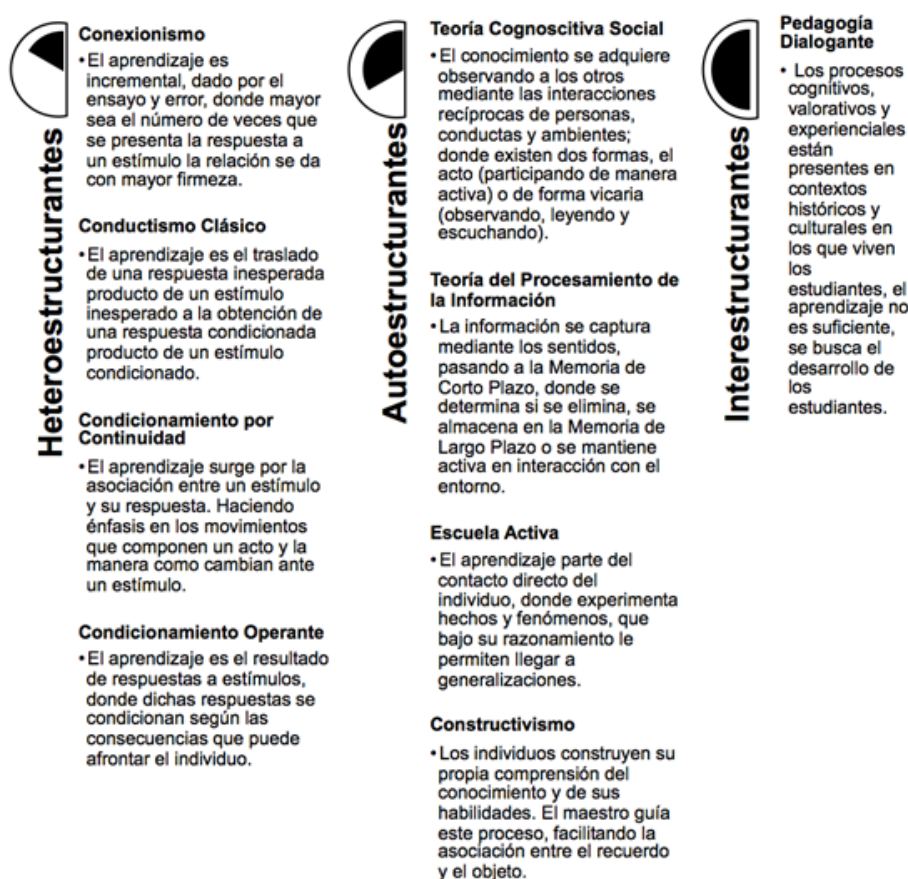 Heteroestructurantes
Conexionismo
• El aprendizaje es
incremental, dado por el
ensayo y error, donde mayor
sea el número de veces que
se presenta la respuesta a
un estímulo la relación se da
con mayor firmeza.
Conductismo Clásico
• El aprendizaje es el traslado
de una respuesta inesperada
producto de un estímulo
inesperado a la obtención de
una respuesta condicionada
producto de un estímulo
condicionado.
Condicionamiento por
Continuidad
• El aprendizaje surge por la
asociación entre un estímulo
y su respuesta. Haciendo
énfasis en los movimientos
que componen un acto y la
manera como cambian ante
un estímulo.
Condicionamiento Operante
• El aprendizaje es el resultado
de respuestas a estímulos,
donde dichas respuestas se
condicionan según las
consecuencias que puede
afrontar el individuo.
Autoestructurantes
Teoría Cognoscitiva Social
• El conocimiento se adquiere
observando a los otros
mediante las interacciones
recíprocas de personas,
conductas y ambientes;
donde existen dos formas, el
acto (participando de manera
activa) o de forma vicaria
(observando, leyendo y
escuchando).
Teoría del Procesamiento de
la Información
• La información se captura
mediante los sentidos,
pasando a la Memoria de
Corto Plazo, donde se
determina si se elimina, se
almacena en la Memoria de
Largo Plazo o se mantiene
activa en interacción con el
entorno.
Escuela Activa
• El aprendizaje parte del
contacto directo del
individuo, donde experimenta
hechos y fenómenos, que
bajo su razonamiento le
permiten llegar a
generalizaciones.
Constructivismo
• Los individuos construyen su
propia comprensión del
conocimiento y de sus
habilidades. El maestro guía
este proceso, facilitando la
asociación entre el recuerdo
y el objeto.
Interestructurantes
Pedagogía
Dialogante
• Los procesos
cognitivos,
valorativos y
experienciales
están
presentes en
contextos
históricos y
culturales en
los que viven
los
estudiantes, el
aprendizaje no
es suficiente,
se busca el
desarrollo de
los
estudiantes.